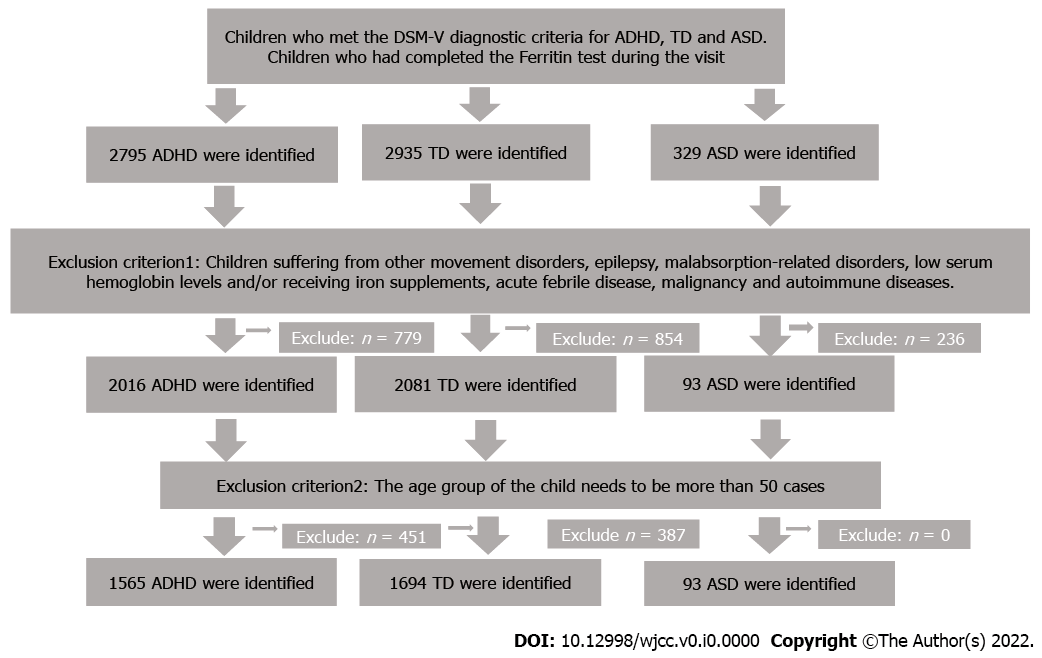 Children who met the DSM-V diagnostic criteria for ADHD, TD and ASD.
Children who had completed the Ferritin test during the visit
2795 ADHD were identified
2935 TD were identified
329 ASD were identified
Exclusion criterion1: Children suffering from other movement disorders, epilepsy, malabsorption-related disorders, low serum
hemoglobin levels and/or receiving iron supplements, acute febrile disease, malignancy and autoimmune diseases.
Exclude: n = 779
Exclude: n = 854
Exclude: n = 236
2016 ADHD were identified
2081 TD were identified
93 ASD were identified
Exclusion criterion2: The age group of the child needs to be more than 50 cases
Exclude: n = 451
Exclude n = 387
Exclude: n = 0
1565 ADHD were identified
1694 TD were identified
93 ASD were identified
DOI: 10.12998/wjcc.v0.i0.0000 Copyright ©The Author(s) 2022.